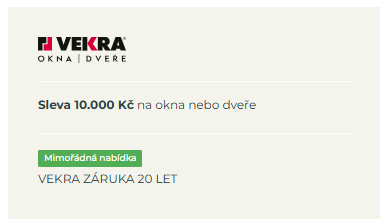 VEKRA®
OKNA | DVEŘE
Sleva 10.000 Kč na okna nebo dveře
Mimořádná nabídka
VEKRA ZÁRUKA 20 LET